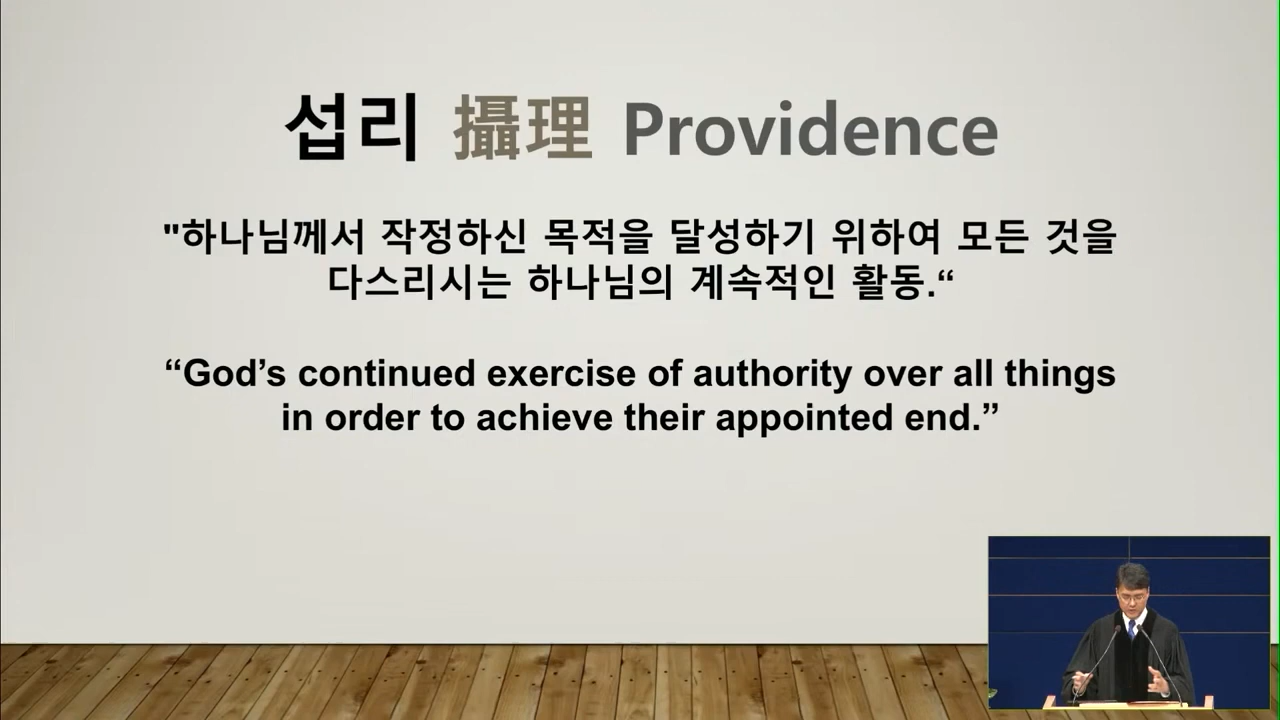 섭리 攝理 Providence
"하나님께서 작정하신 목적을 달성하기 위하여 모든 것을
다스리시는 하나님의 계속적인 활동.“
“God’s continued exercise of authority over all things
in order to achieve their appointed end.”